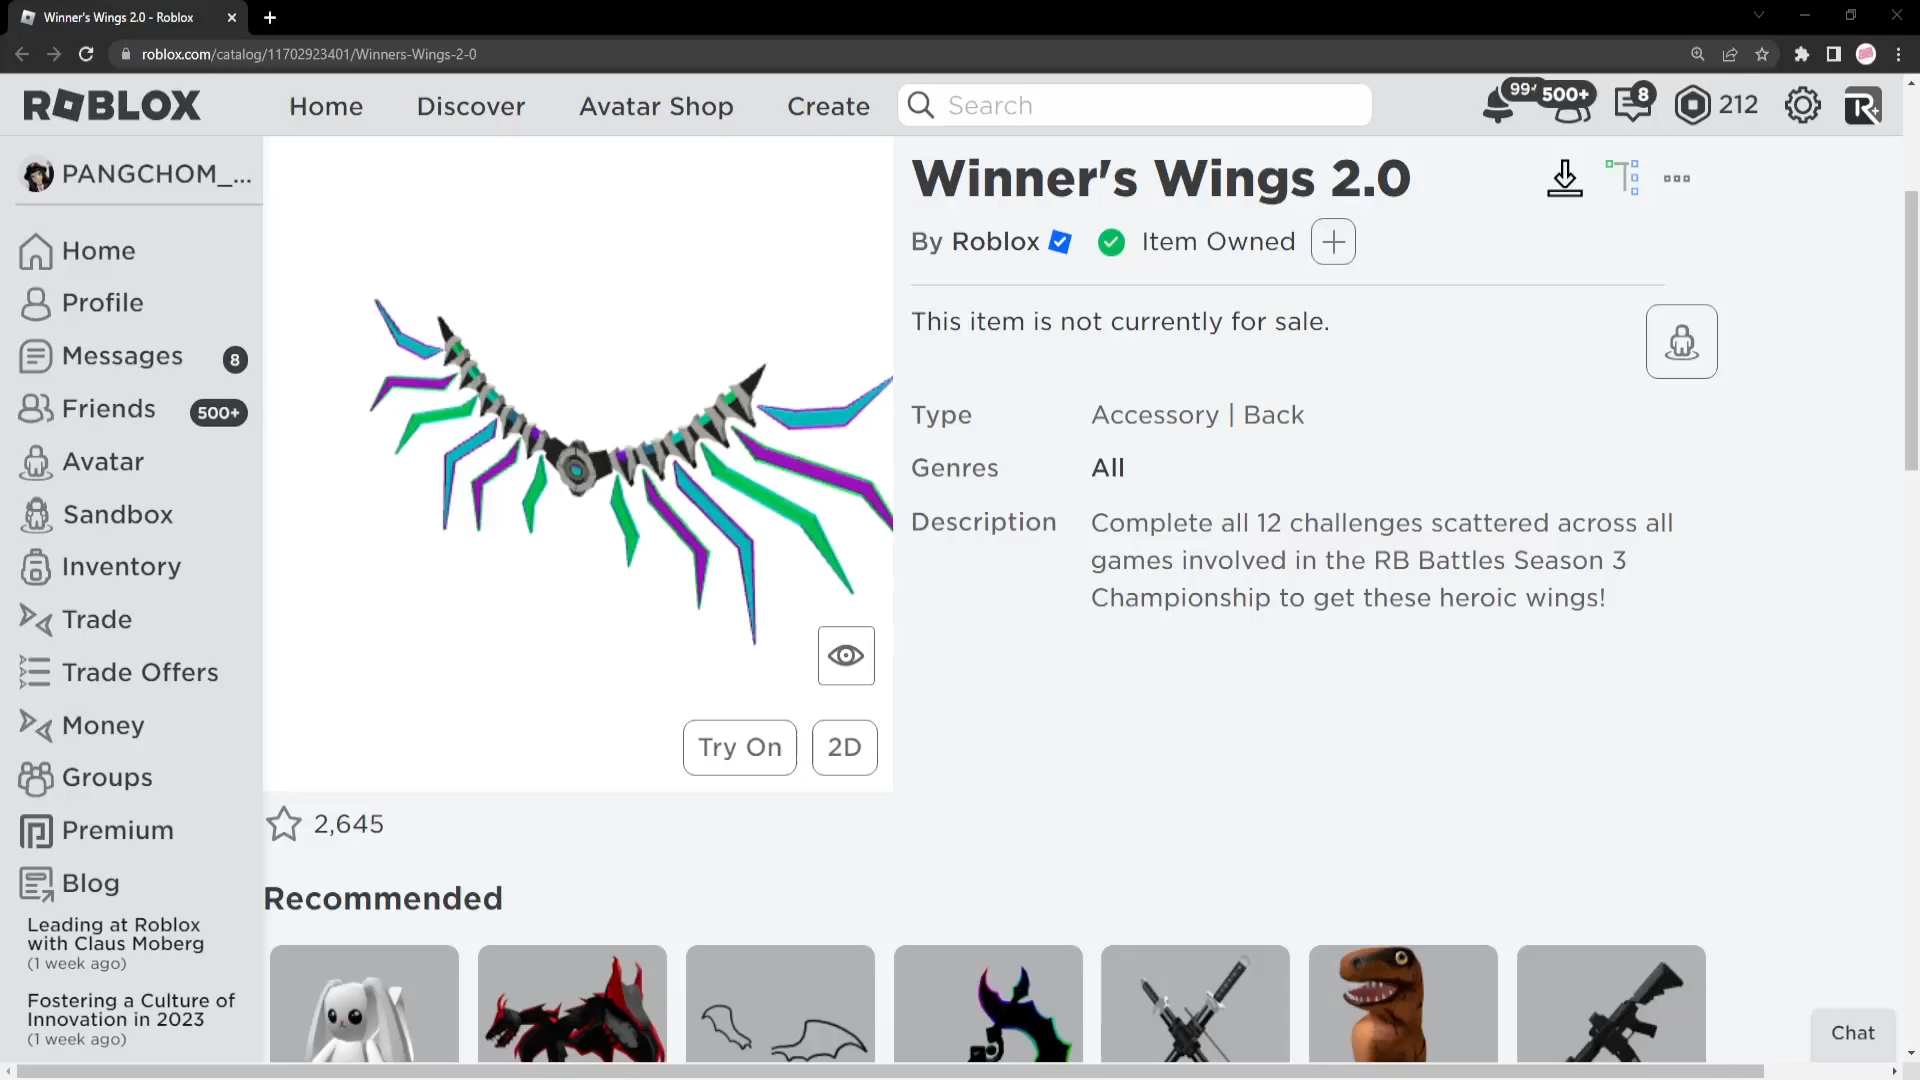 Winner's Wings 2.0 - Roblox
roblox.com/catalog/11702923401/Winners-Wings-2-0
ROBLOX
Home
Discover
Avatar Shop
Create
Search
99+
500+
8
212
PANGCHOM_...
Home
Profile
Messages
8
Friends
500+
Avatar
Sandbox
Inventory
Trade
Trade Offers
Money
Groups
Premium
Blog
Leading at Roblox
with Claus Moberg
(1 week ago)
Fostering a Culture of
Innovation in 2023
(1 week ago)
Try On
2D
2,645
Winner's Wings 2.0
By Roblox
Item Owned
This item is not currently for sale.
Type
Accessory | Back
Genres
All
Description
Complete all 12 challenges scattered across all
games involved in the RB Battles Season 3
Championship to get these heroic wings!
Recommended
Chat